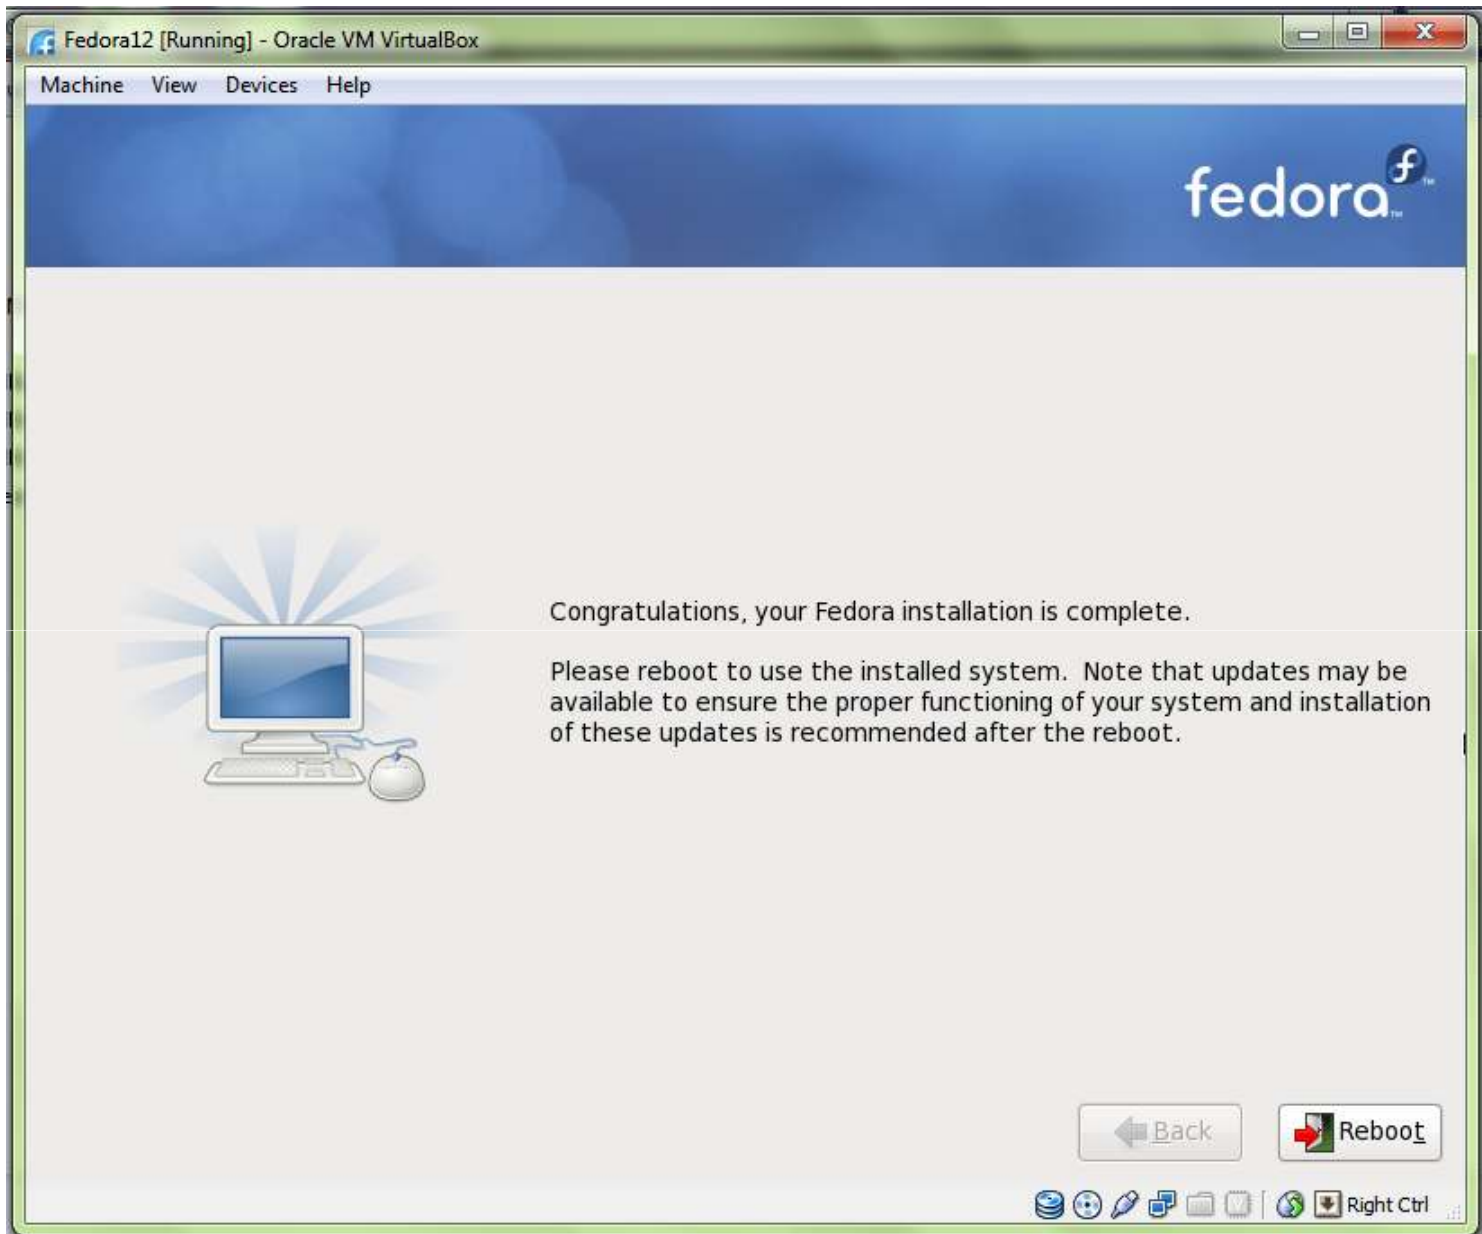 Fedora12 [Running] - Oracle VM VirtualBox
Machine View Devices Help
fedora f™
™
Congratulations, your Fedora installation is complete.
Please reboot to use the installed system. Note that updates may be
available to ensure the proper functioning of your system and installation
of these updates is recommended after the reboot.
Back
Reboot
Right Ctrl